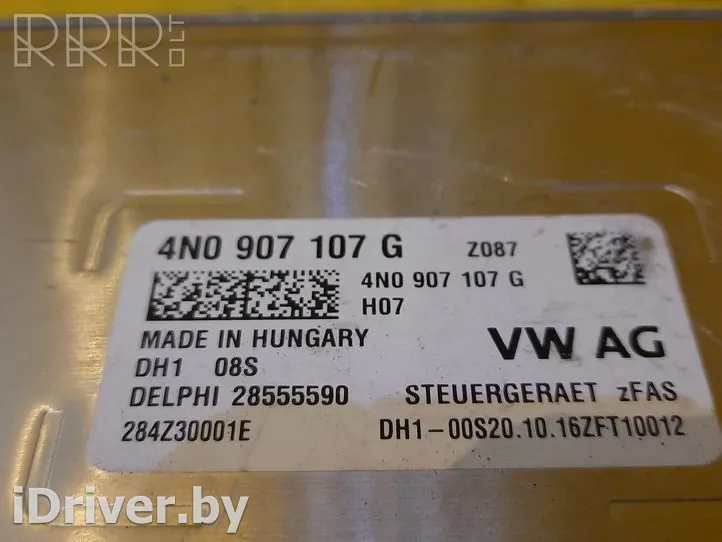 RRR.LT
4N0 907 107 G Z087
4N0 907 107 G
H07
MADE IN HUNGARY
DH1 08S
VW AG
DELPHI 28555590 STEUERGERAET zFAS
284Z30001E DH1-00S20.10.16ZFT10012
iDriver.by